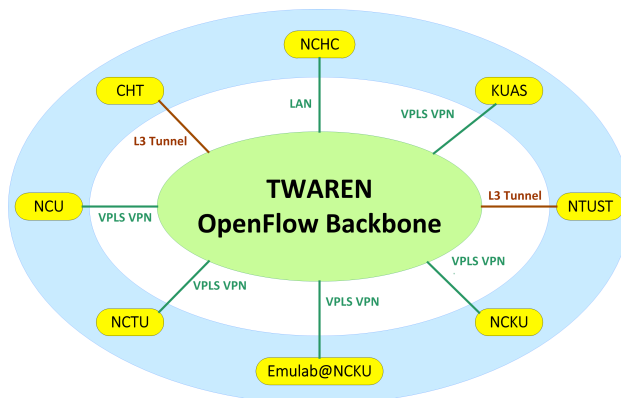 NCHC
CHT
KUAS
LAN
VPLS VPN
L3 Tunnel
TWAREN
OpenFlow Backbone
L3 Tunnel
NCU
NTUST
VPLS VPN
VPLS VPN
VPLS VPN
VPLS VPN
NCTU
NCKU
Emulab@NCKU